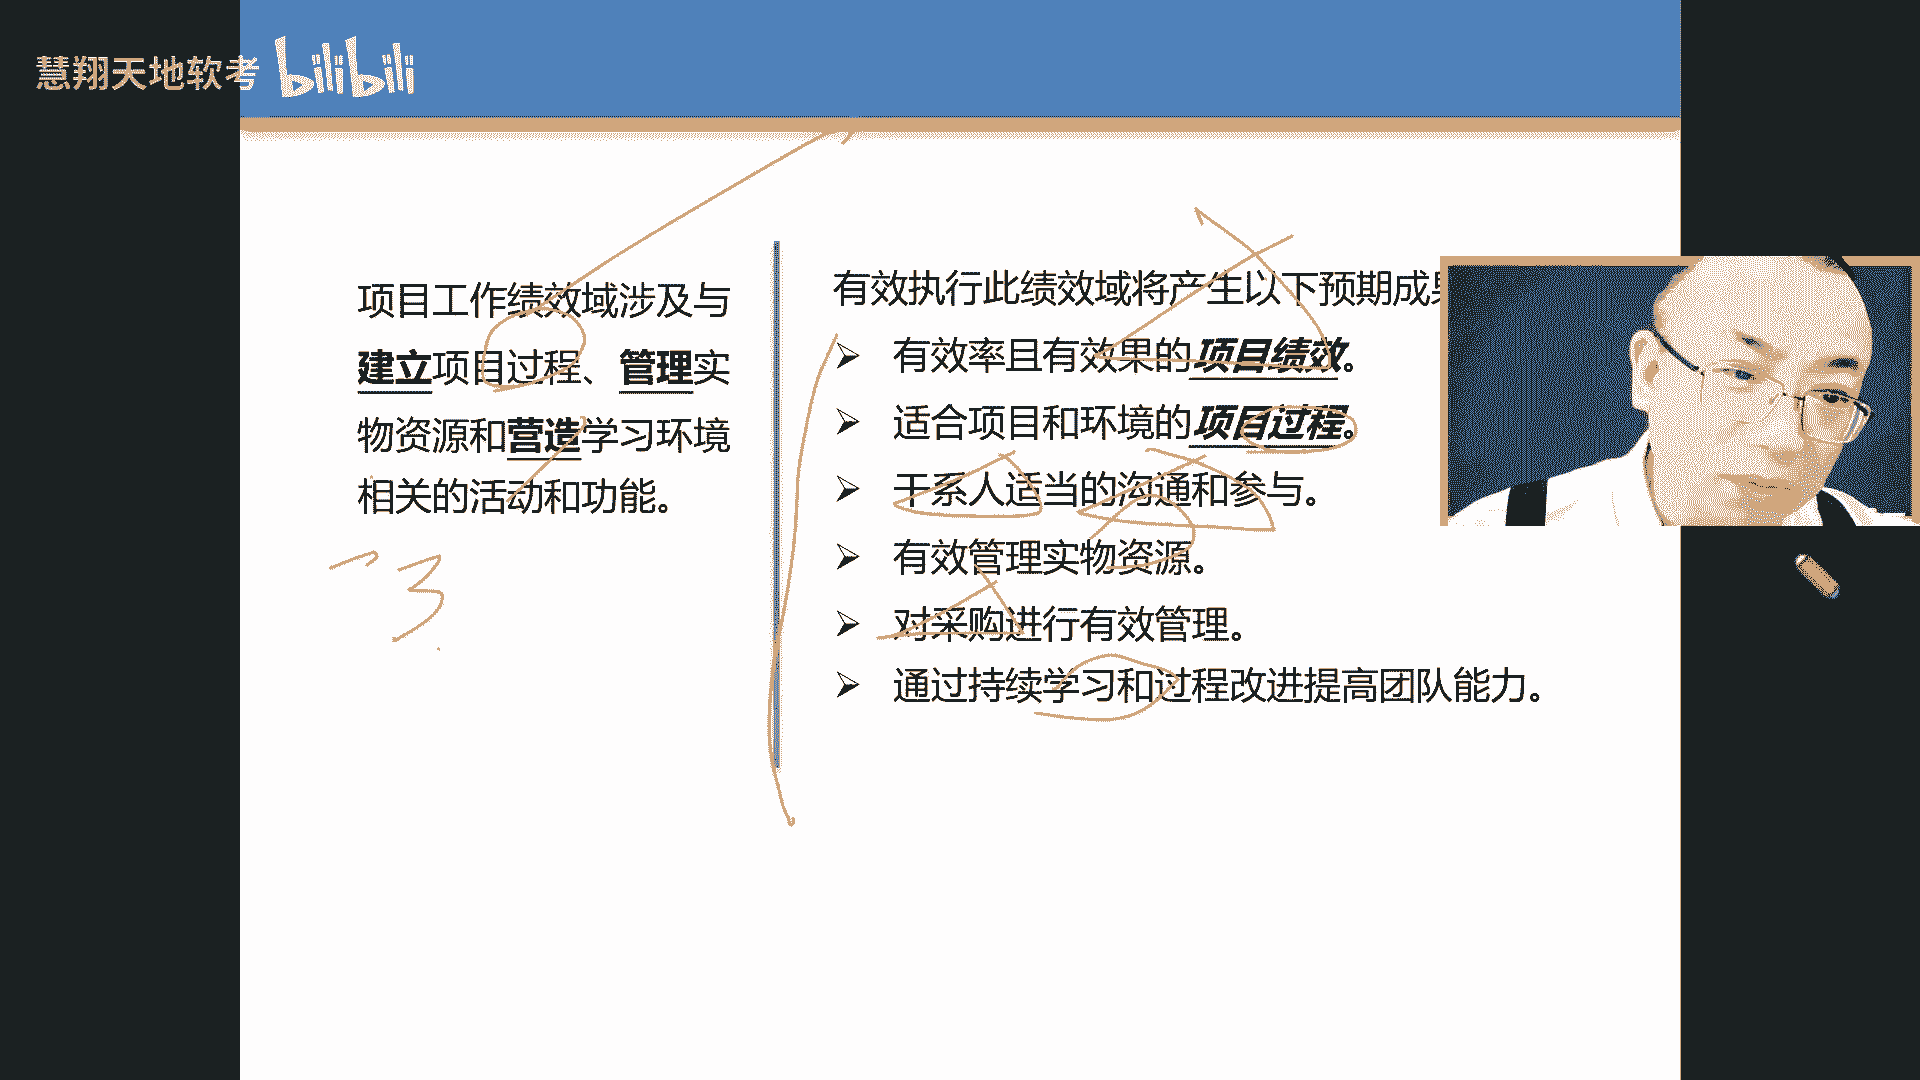 慧翔天地软考 bilibili
项目工作绩效域涉及与
建立项目过程、管理实
物资源和营造学习环境
相关的活动和功能。
3
有效执行此绩效域将产生以下预期成
➢ 有效率且有效果的项目绩效。
➢ 适合项目和环境的项目过程。
➢ 干系人适当的沟通和参与。
➢ 有效管理实物资源。
➢ 对采购进行有效管理。
➢ 通过持续学习和过程改进提高团队能力。